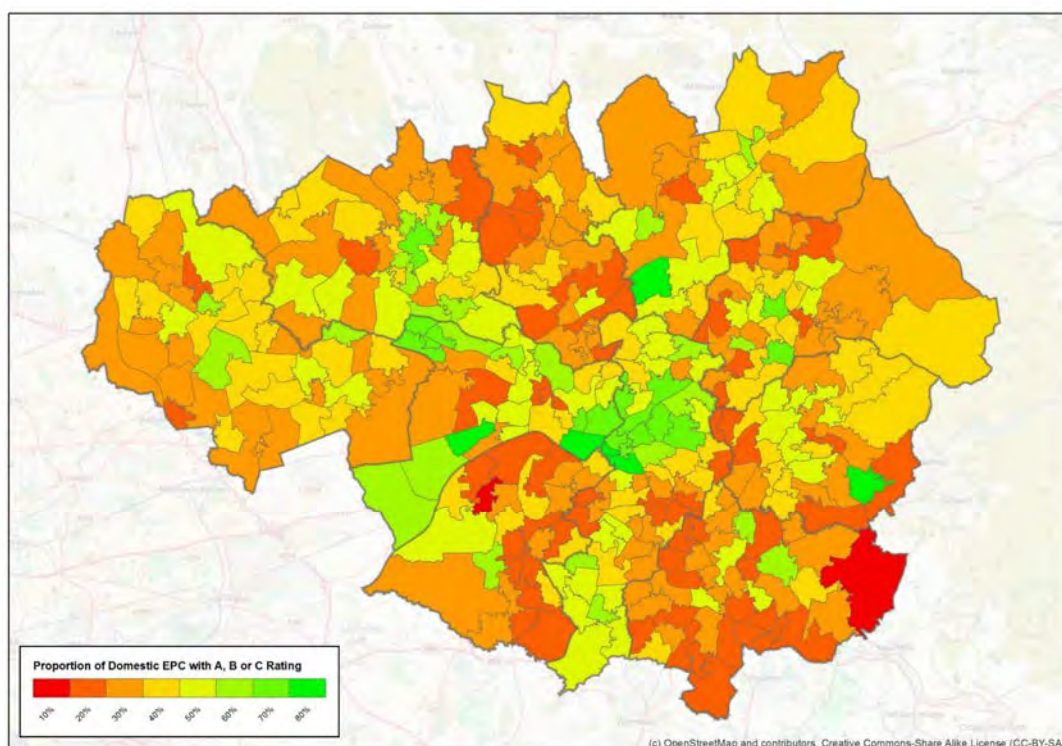 Proportion of Domestic EPC with A, B or C Rating
10% 20% 30% 40% 50% 60% 70% 80%
(c) OpenStreetMap and contributors, Creative Commons-Share Alike License (CC-BY-SA